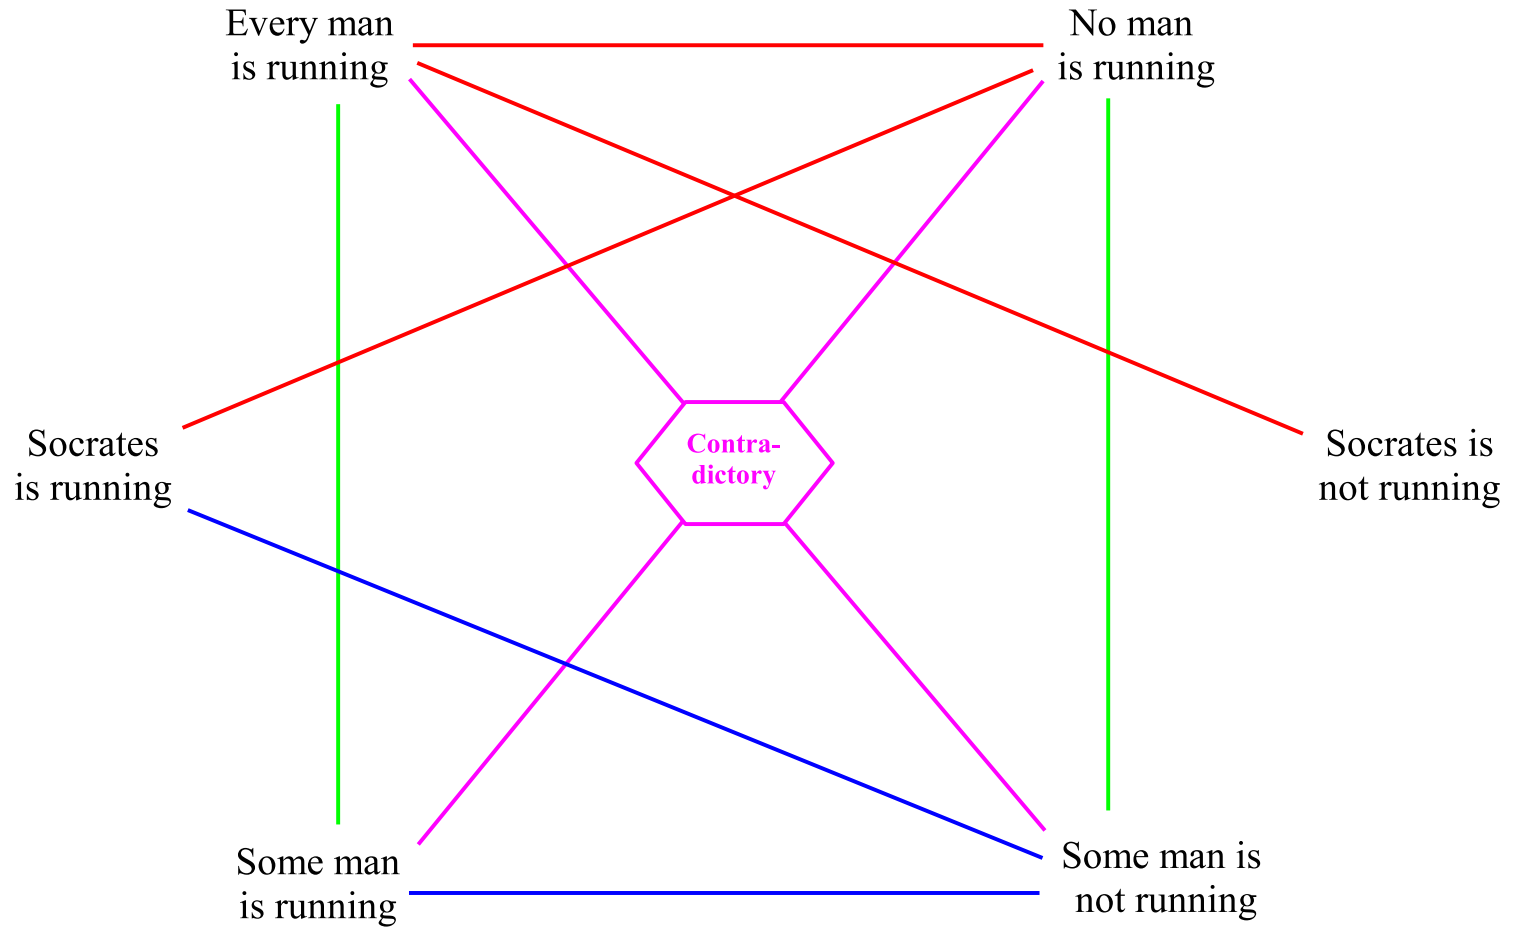 Every man
is running
No man
is running
Socrates
is running
Contra-
dictory
Socrates is
not running
Some man
is running
Some man is
not running